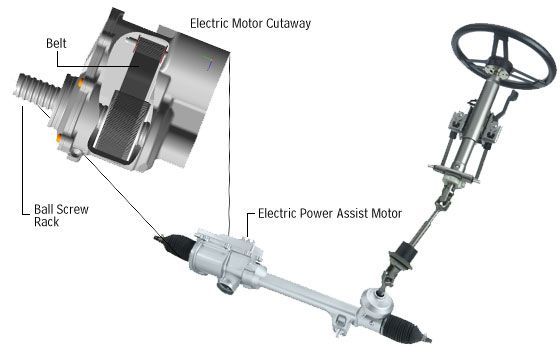 Electric Motor Cutaway
Belt
Ball Screw
Rack
Electric Power Assist Motor